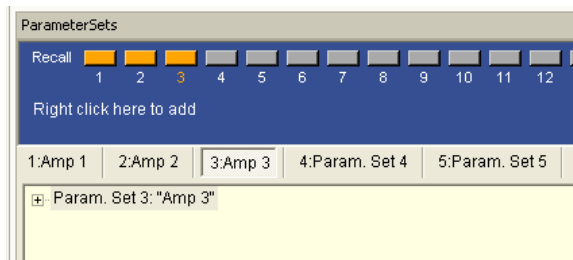 ParameterSets
Recall
1 2 3 4 5 6 7 8 9 10 11 12
Right click here to add
1:Amp 1 2:Amp 2 3:Amp 3 4:Param. Set 4 5:Param. Set 5
Param. Set 3: "Amp 3"